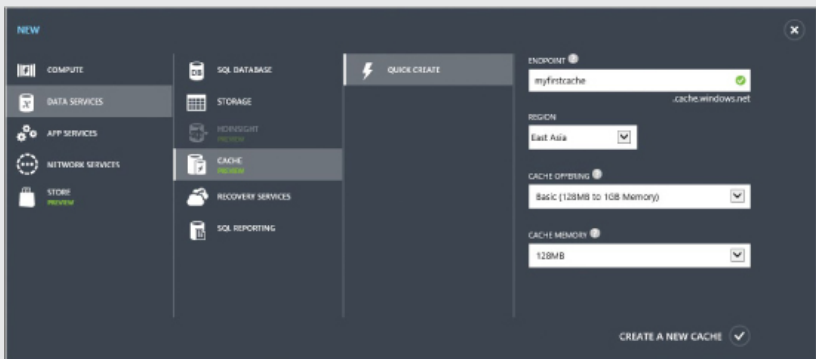 NEW
COMPUTE
DATA SERVICES
APP SERVICES
NETWORK SERVICES
STORE
PREVIEW
SQL DATABASE
STORAGE
HDINSIGHT
PREVIEW
CACHE
PREVIEW
RECOVERY SERVICES
SQL REPORTING
QUICK CREATE
ENDPOINT
myfirstcache
.cache.windows.net
REGION
East Asia
CACHE OFFERING
Basic (128MB to 1GB Memory)
CACHE MEMORY
128MB
CREATE A NEW CACHE